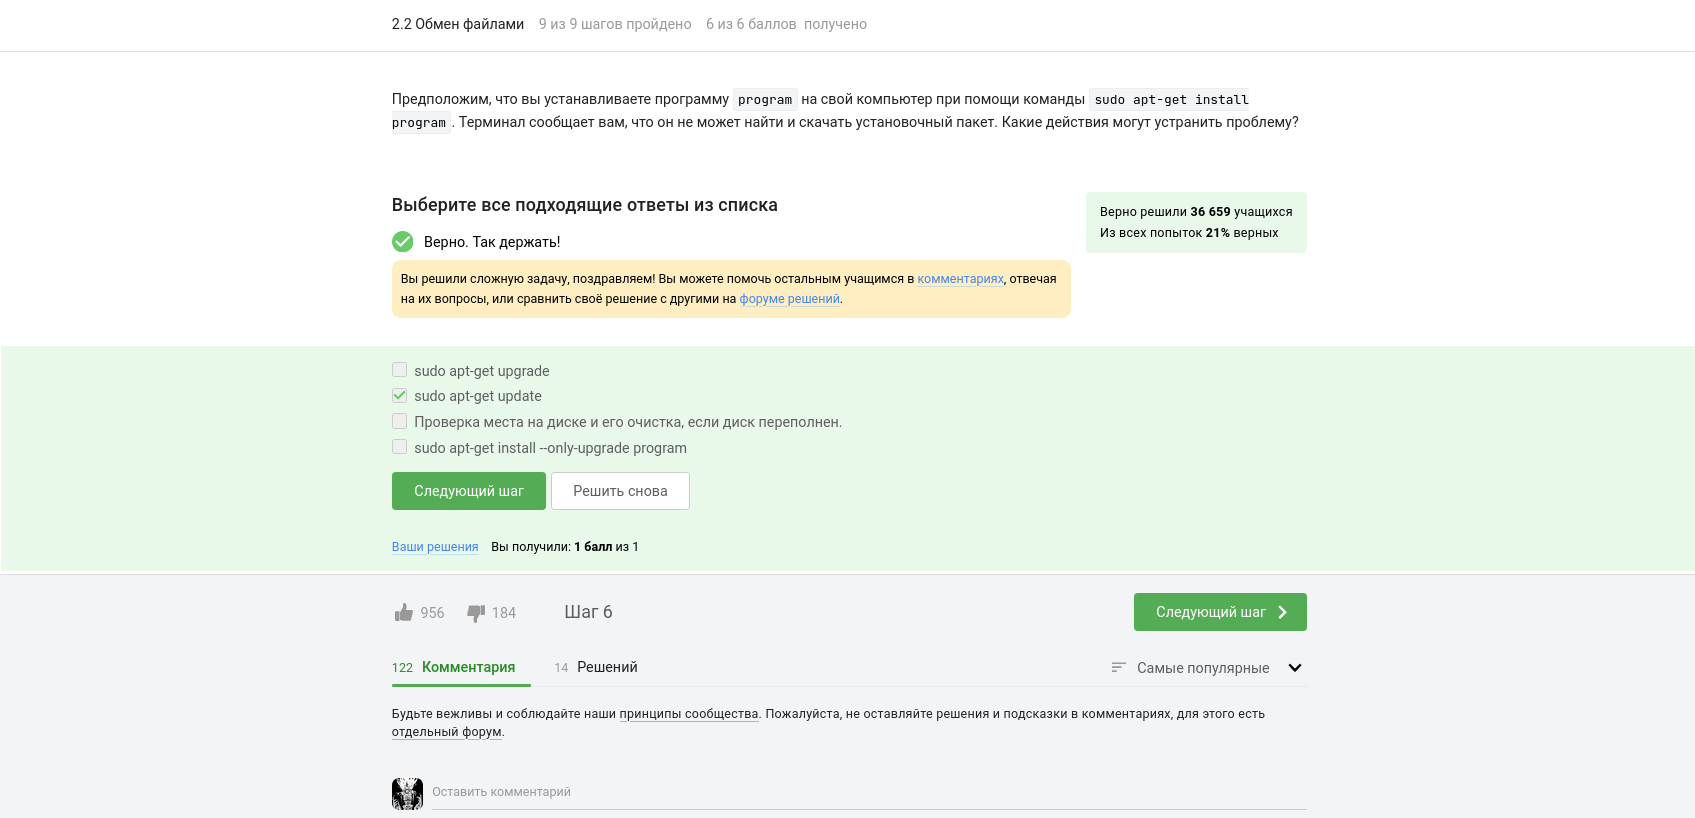 2.2 Обмен файлами 9 из 9 шагов пройдено 6 из 6 баллов получено
Предположим, что вы устанавливаете программу program на свой компьютер при помощи команды sudo apt-get install
program. Терминал сообщает вам, что он не может найти и скачать установочный пакет. Какие действия могут устранить проблему?
Выберите все подходящие ответы из списка
Верно. Так держать!
Вы решили сложную задачу, поздравляем! Вы можете помочь остальным учащимся в комментариях, отвечая
на их вопросы, или сравнить своё решение с другими на форуме решений.
Верно решили 36 659 учащихся
Из всех попыток 21% верных
sudo apt-get upgrade
sudo apt-get update
Проверка места на диске и его очистка, если диск переполнен.
sudo apt-get install --only-upgrade program
Следующий шаг Решить снова
Ваши решения Вы получили: 1 балл из 1
956 184 Шаг 6 Следующий шаг
122 Комментария 14 Решений Самые популярные
Будьте вежливы и соблюдайте наши принципы сообщества. Пожалуйста, не оставляйте решения и подсказки в комментариях, для этого есть
отдельный форум.
Оставить комментарий